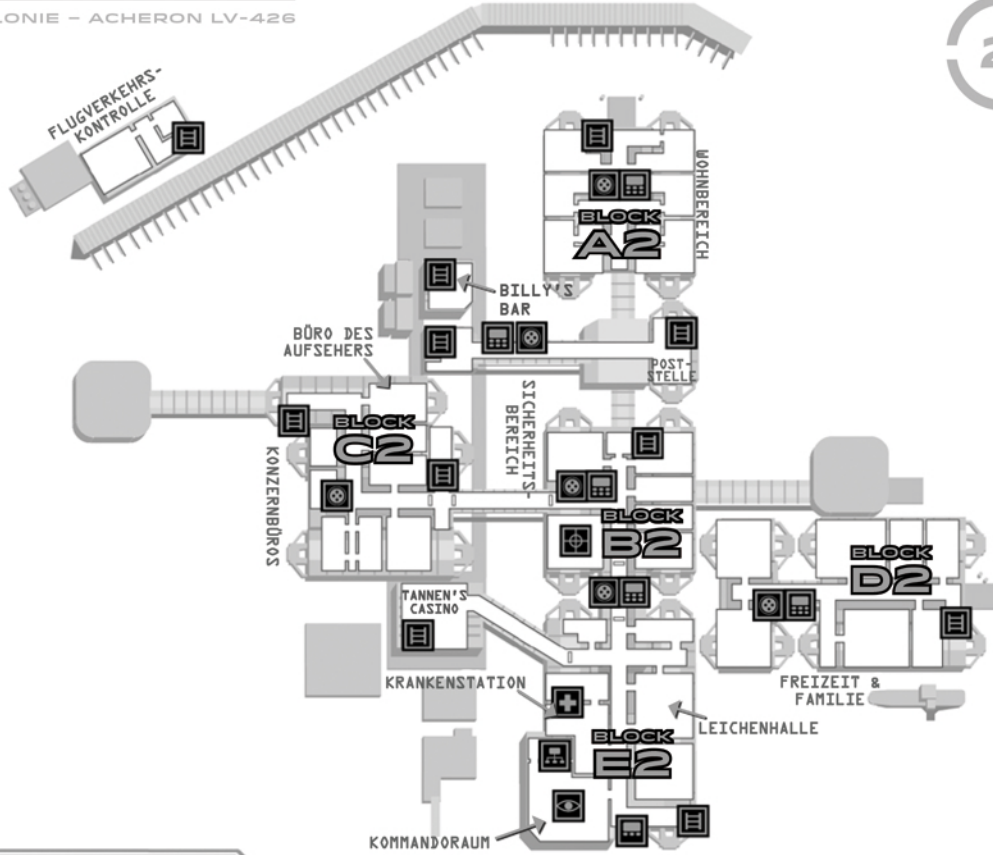 LONIE – ACHERON LV-426
2
FLUGVERKEHRS-
KONTROLLE
WOHNBEREICH
BLOCK
A2
BILLY'S
BAR
BÜRO DES
AUFSEHERS
POST-
STELLE
SICHERHEITS-
BEREICH
BLOCK
C2
KONZERNBÜROS
BLOCK
B2
BLOCK
D2
TANNEN'S
CASINO
KRANKENSTATION
FREIZEIT &
FAMILIE
LEICHENHALLE
BLOCK
E2
KOMMANDORAUM